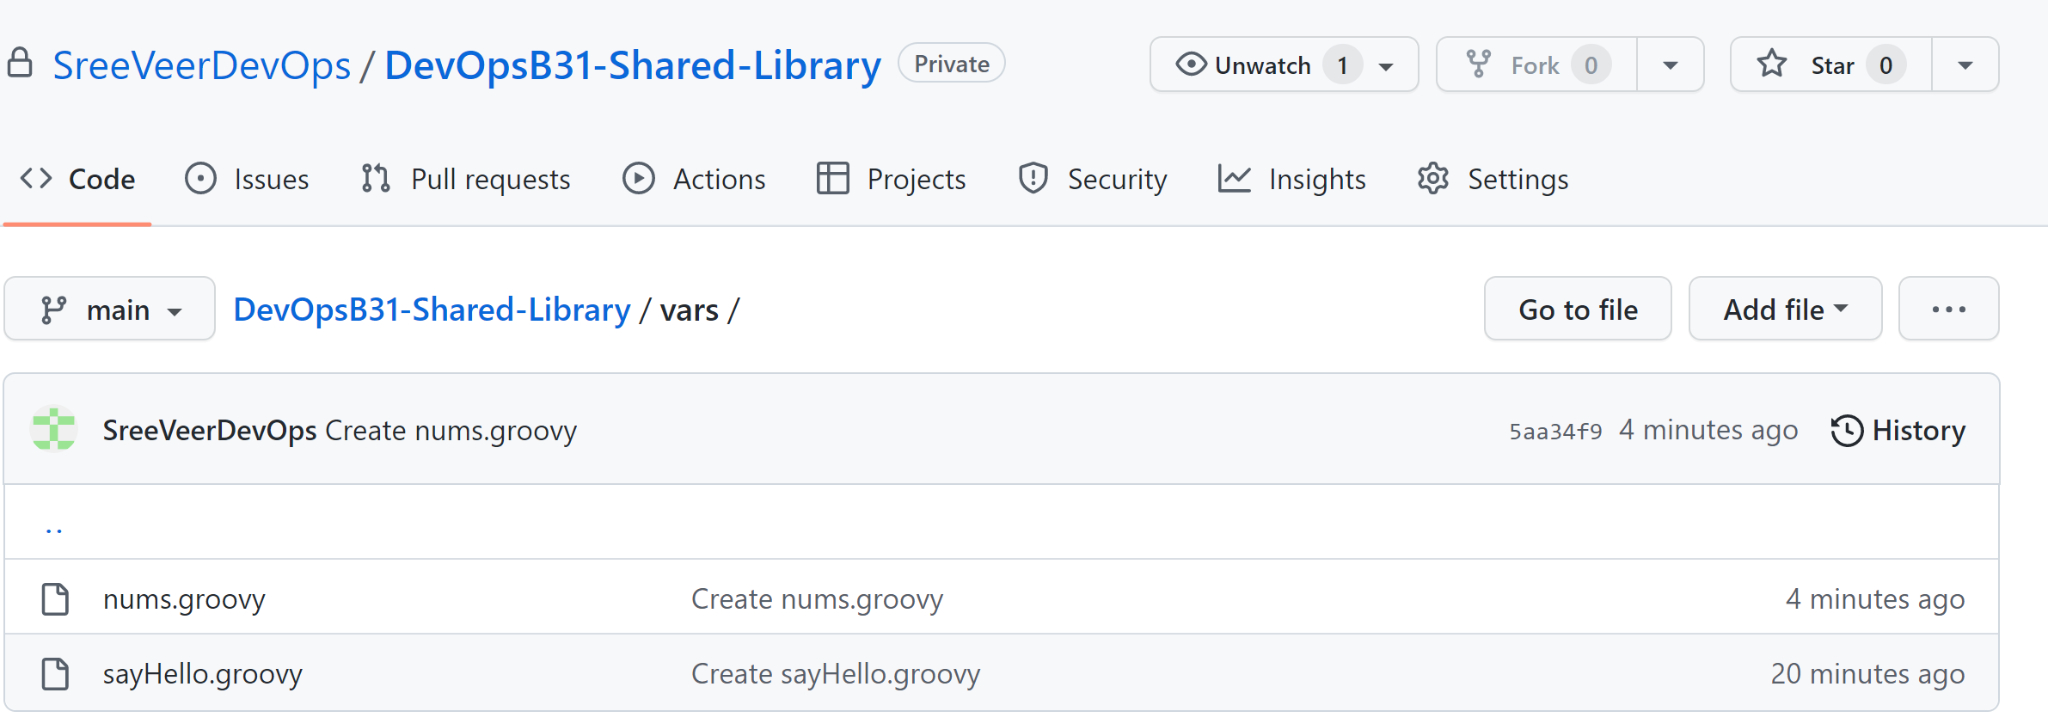 SreeVeerDevOps / DevOpsB31-Shared-Library Private Unwatch 1 Fork 0 Star 0
Code Issues Pull requests Actions Projects Security Insights Settings
main DevOpsB31-Shared-Library / vars / Go to file Add file ...
SreeVeerDevOps Create nums.groovy 5aa34f9 4 minutes ago History
..
nums.groovy Create nums.groovy 4 minutes ago
sayHello.groovy Create sayHello.groovy 20 minutes ago